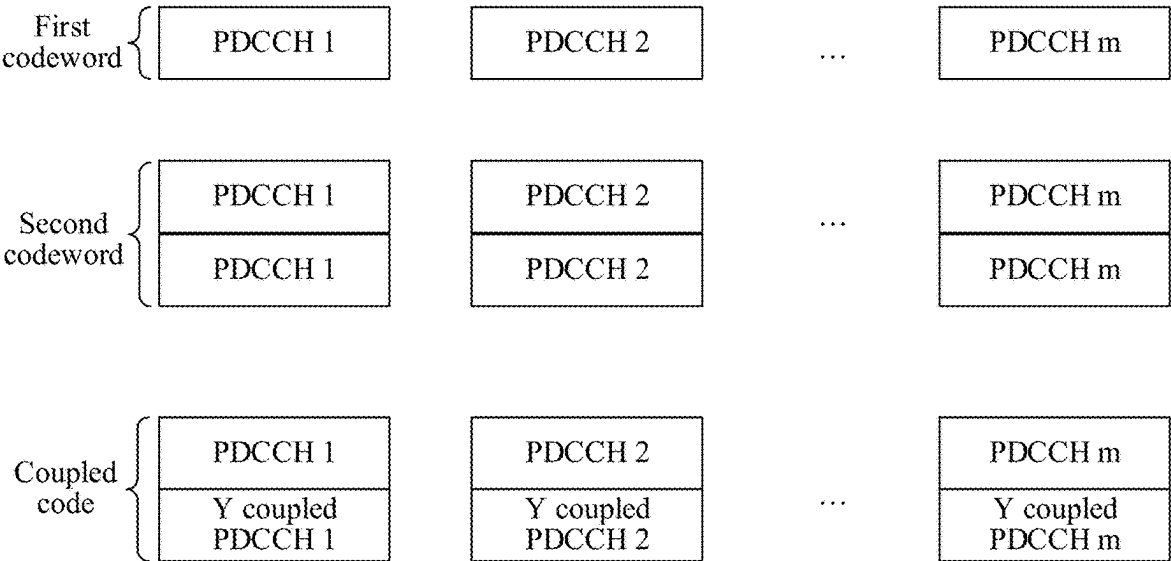 First
codeword
PDCCH 1
PDCCH 2
...
PDCCH m
Second
codeword
PDCCH 1
PDCCH 2
...
PDCCH m
PDCCH 1
PDCCH 2
PDCCH m
Coupled
code
PDCCH 1
PDCCH 2
PDCCH m
Y coupled
PDCCH 1
Y coupled
PDCCH 2
...
Y coupled
PDCCH m